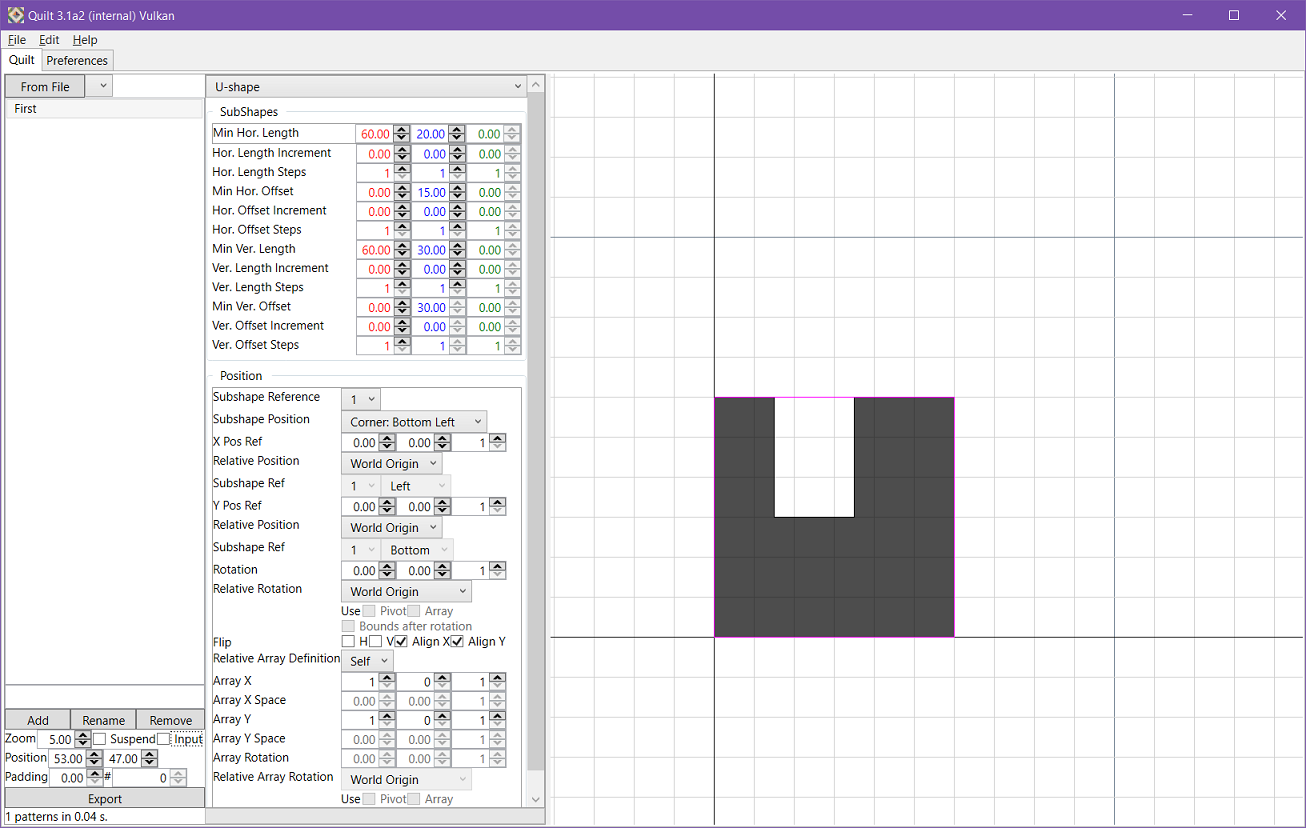 Quilt 3.1a2 (internal) Vulkan
File Edit Help
Quilt Preferences
From File
First
U-shape
SubShapes
Min Hor. Length 60.00 20.00 0.00
Hor. Length Increment 0.00 0.00 0.00
Hor. Length Steps 1 1 1
Min Hor. Offset 0.00 15.00 0.00
Hor. Offset Increment 0.00 0.00 0.00
Hor. Offset Steps 1 1 1
Min Ver. Length 60.00 30.00 0.00
Ver. Length Increment 0.00 0.00 0.00
Ver. Length Steps 1 1 1
Min Ver. Offset 0.00 30.00 0.00
Ver. Offset Increment 0.00 0.00 0.00
Ver. Offset Steps 1 1 1
Position
Subshape Reference 1
Subshape Position Corner: Bottom Left
X Pos Ref 0.00 0.00 1
Relative Position World Origin
Subshape Ref 1 Left
Y Pos Ref 0.00 0.00 1
Relative Position World Origin
Subshape Ref 1 Bottom
Rotation 0.00 0.00 1
Relative Rotation World Origin
Use Pivot Array
Bounds after rotation
Flip H V Align X Align Y
Relative Array Definition Self
Array X 1 0 1
Array X Space 0.00 0.00 1
Array Y 1 0 1
Array Y Space 0.00 0.00 1
Array Rotation 0.00 0.00 1
Relative Array Rotation World Origin
Use Pivot Array
Add Rename Remove
Zoom 5.00 Suspend Input
Position 53.00 47.00
Padding 0.00 # 0
Export
1 patterns in 0.04 s.